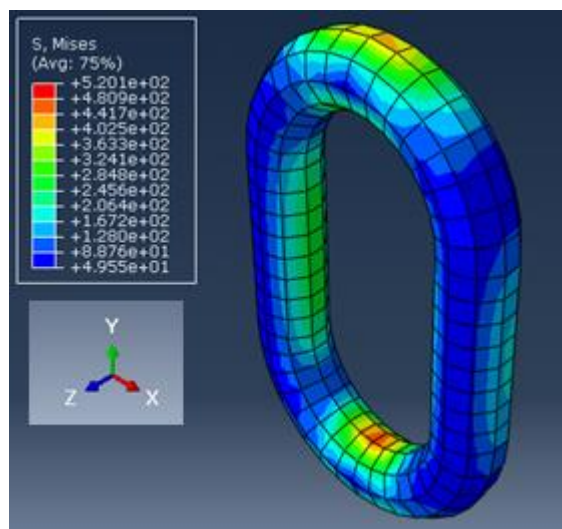 S, Mises
(Avg: 75%)
+5.201e+02
+4.809e+02
+4.417e+02
+4.025e+02
+3.633e+02
+3.241e+02
+2.848e+02
+2.456e+02
+2.064e+02
+1.672e+02
+1.280e+02
+8.876e+01
+4.955e+01
Y
Z
X